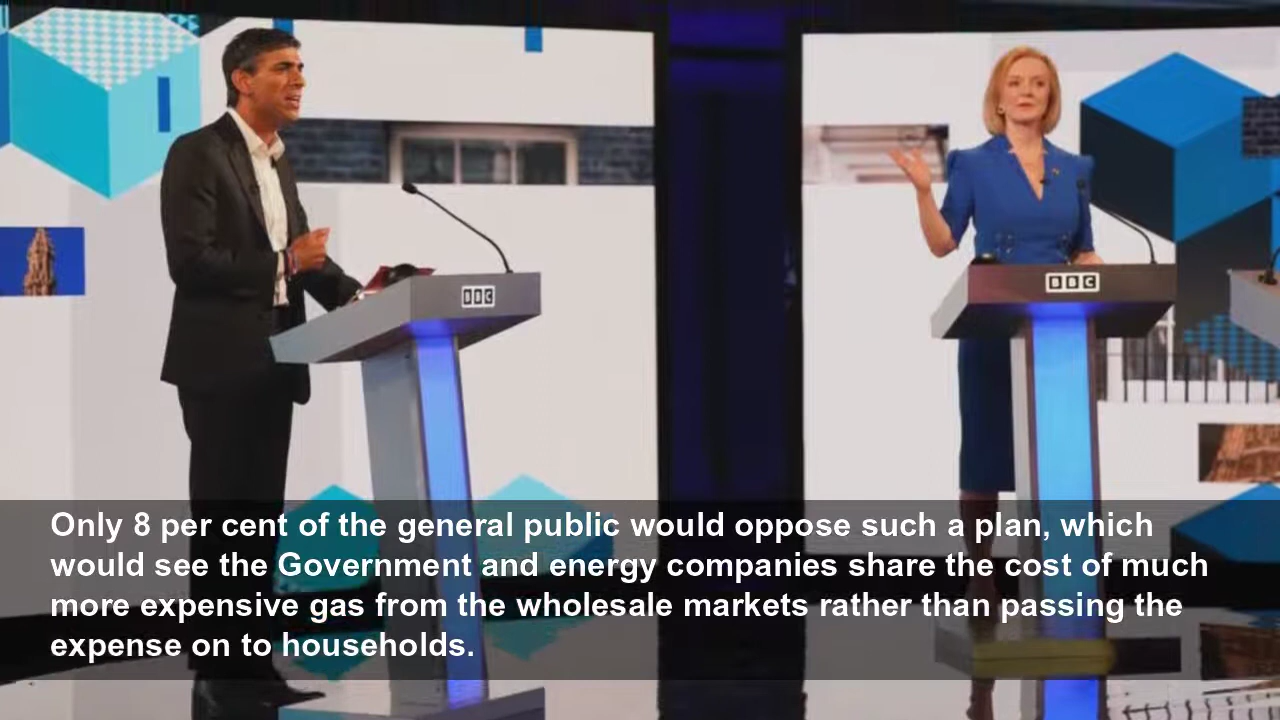 BBC
BBC
Only 8 per cent of the general public would oppose such a plan, which
would see the Government and energy companies share the cost of much
more expensive gas from the wholesale markets rather than passing the
expense on to households.